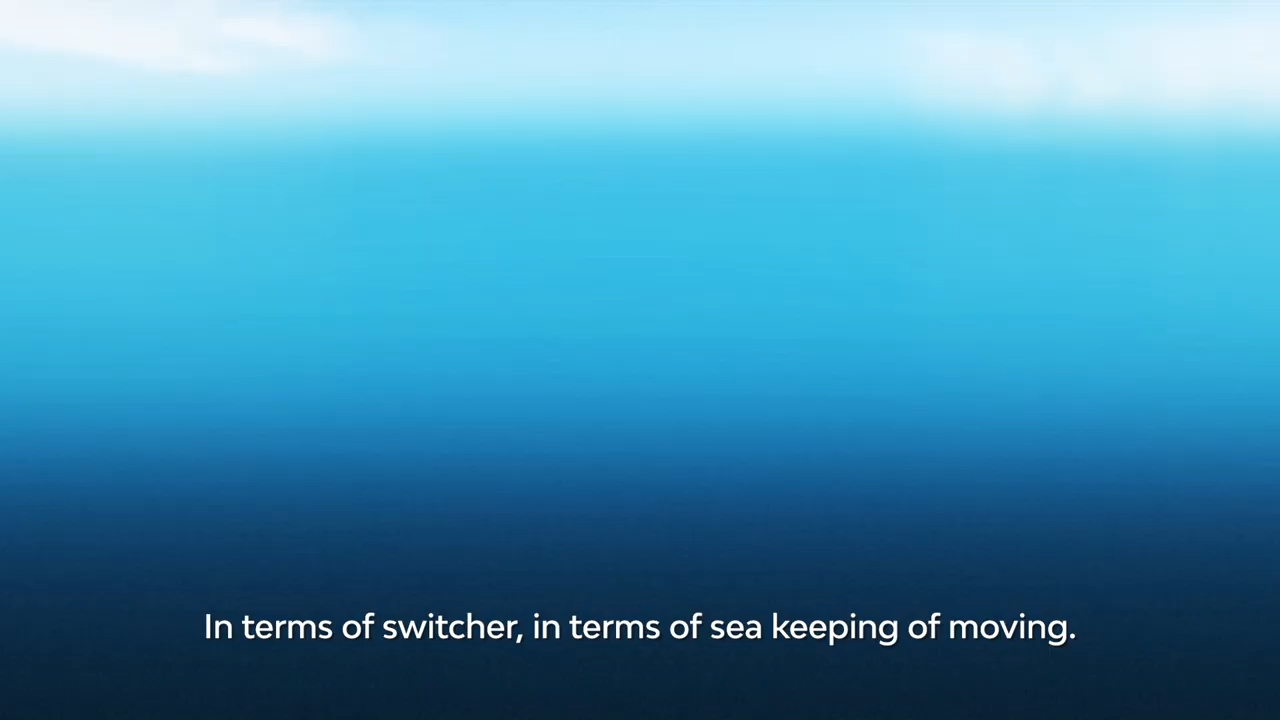 In terms of switcher, in terms of sea keeping of moving.